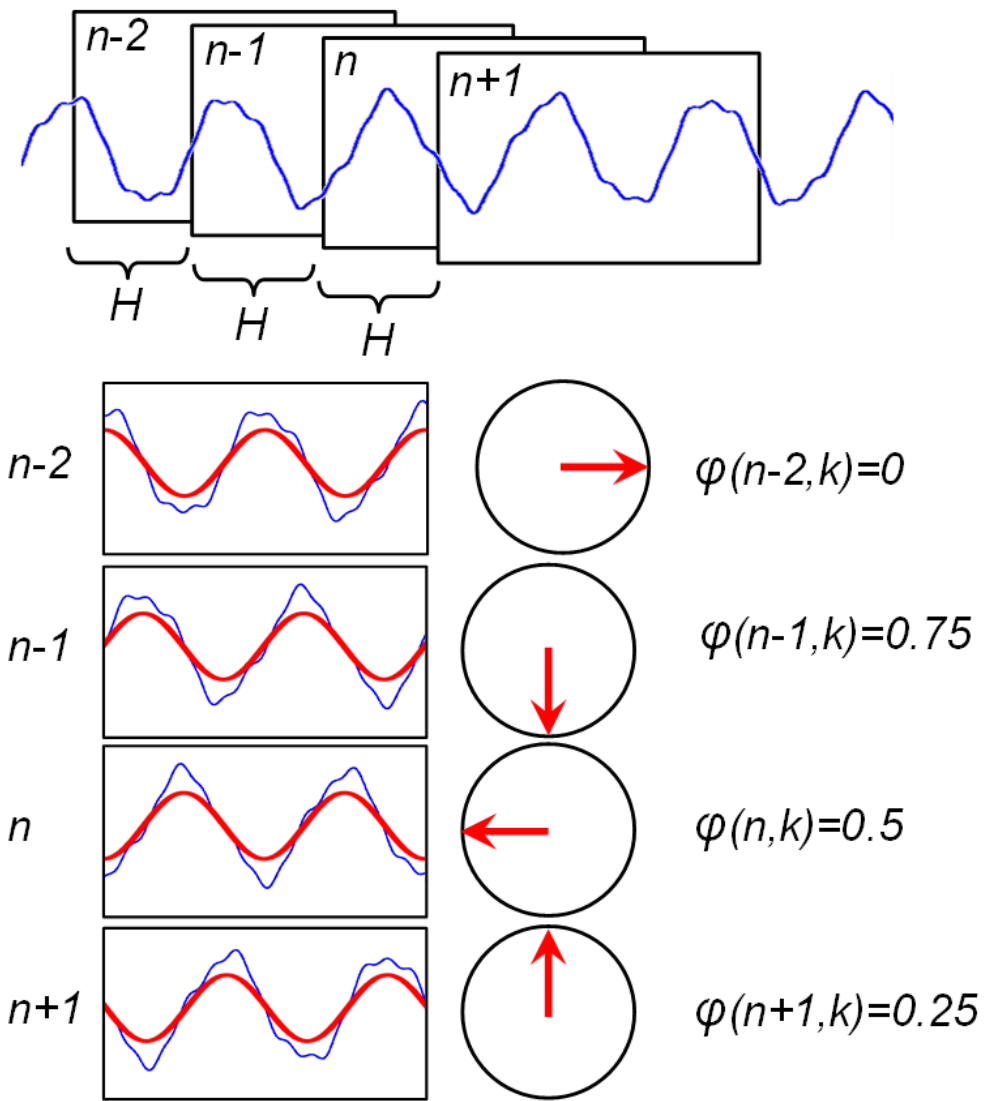 n-2
n-1
n
n+1
H
H
H
n-2
φ(n-2,k)=0
n-1
φ(n-1,k)=0.75
n
φ(n,k)=0.5
n+1
φ(n+1,k)=0.25